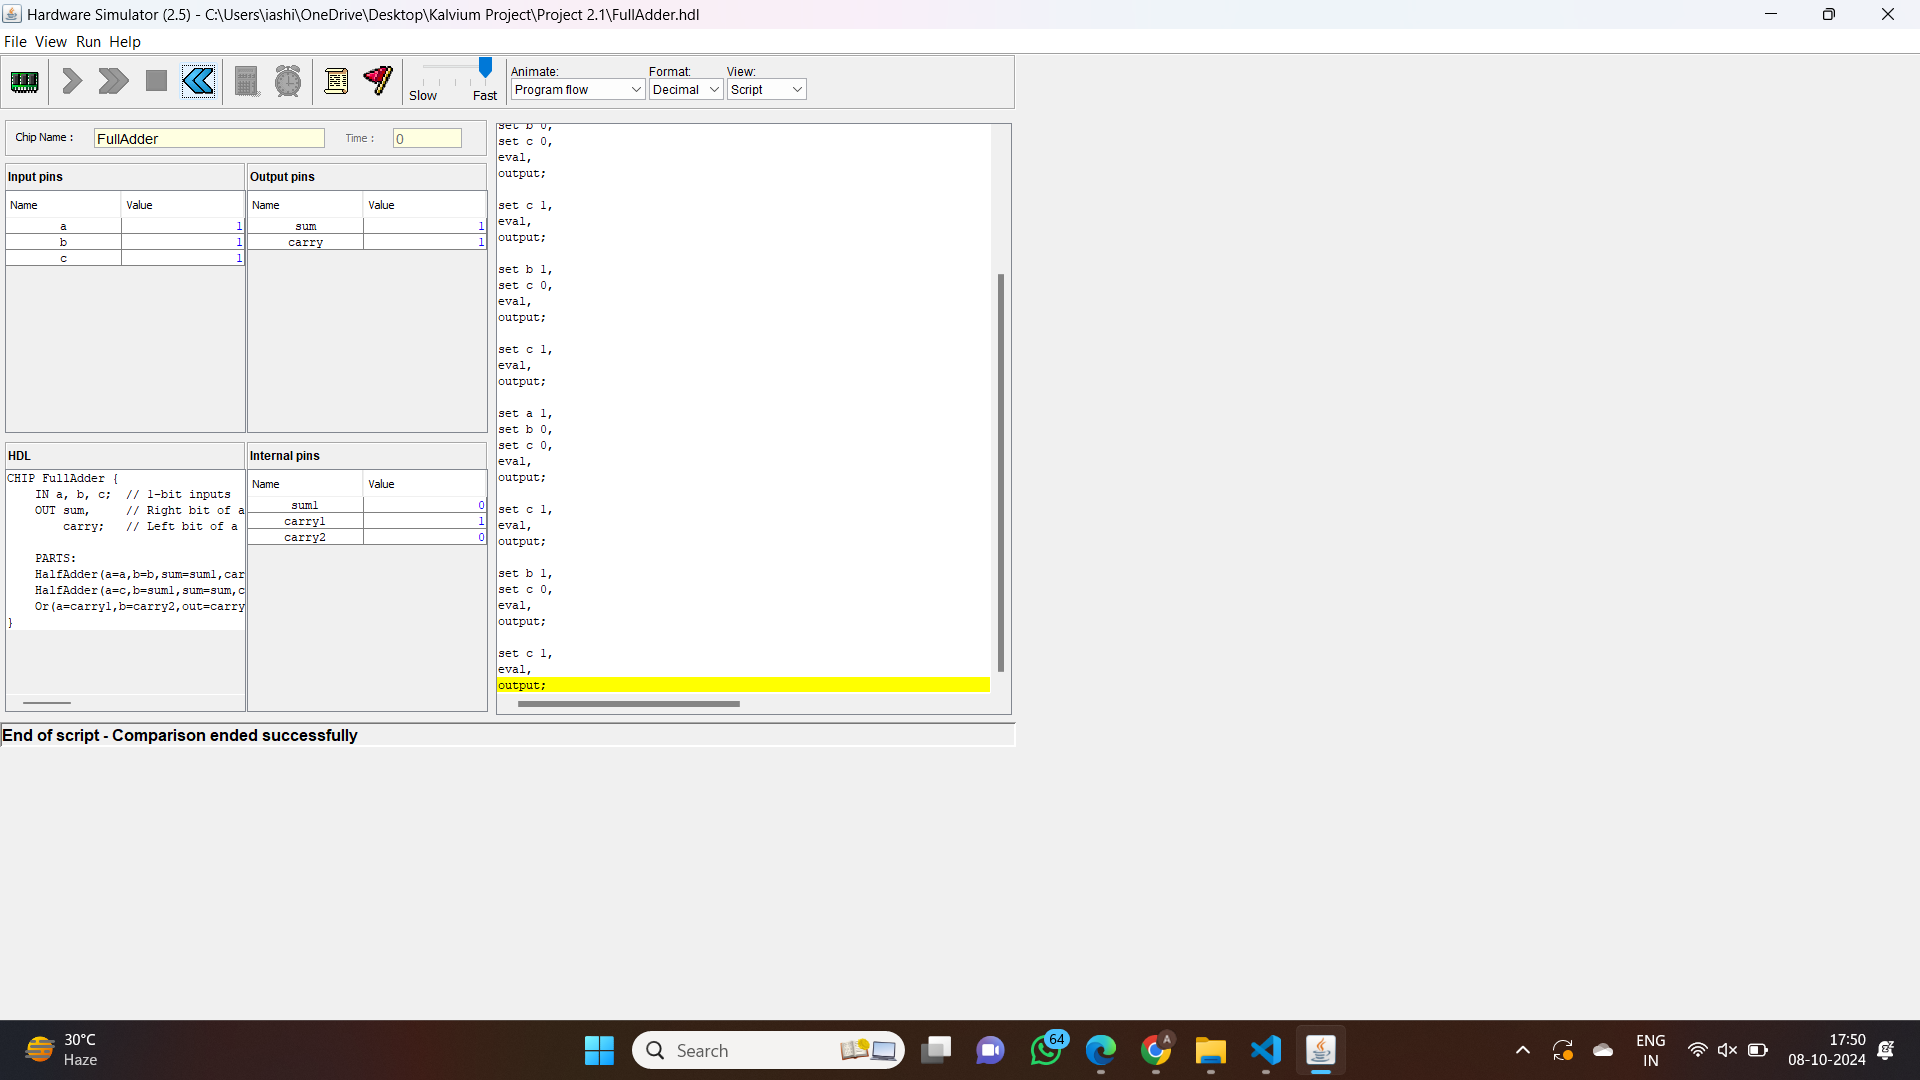 Hardware Simulator (2.5) - C:\Users\iashi\OneDrive\Desktop\Kalvium Project\Project 2.1\FullAdder.hdl
File View Run Help
Slow Fast
Animate: Format: View:
Program flow Decimal Script
Chip Name : FullAdder Time : 0
Input pins
Name Value
a 1
b 1
c 1
Output pins
Name Value
sum 1
carry 1
HDL
CHIP FullAdder {
IN a, b, c; // 1-bit inputs
OUT sum, // Right bit of a
carry; // Left bit of a
PARTS:
HalfAdder(a=a,b=b,sum=sum1,car
HalfAdder(a=c,b=sum1,sum=sum,c
Or(a=carry1,b=carry2,out=carry
}
Internal pins
Name Value
sum1 0
carry1 1
carry2 0
set b 0,
set c 0,
eval,
output;
set c 1,
eval,
output;
set b 1,
set c 0,
eval,
output;
set c 1,
eval,
output;
set a 1,
set b 0,
set c 0,
eval,
output;
set c 1,
eval,
output;
set b 1,
set c 0,
eval,
output;
set c 1,
eval,
output;
End of script - Comparison ended successfully
30°C
Haze
Search
64
A
ENG
IN
17:50
08-10-2024